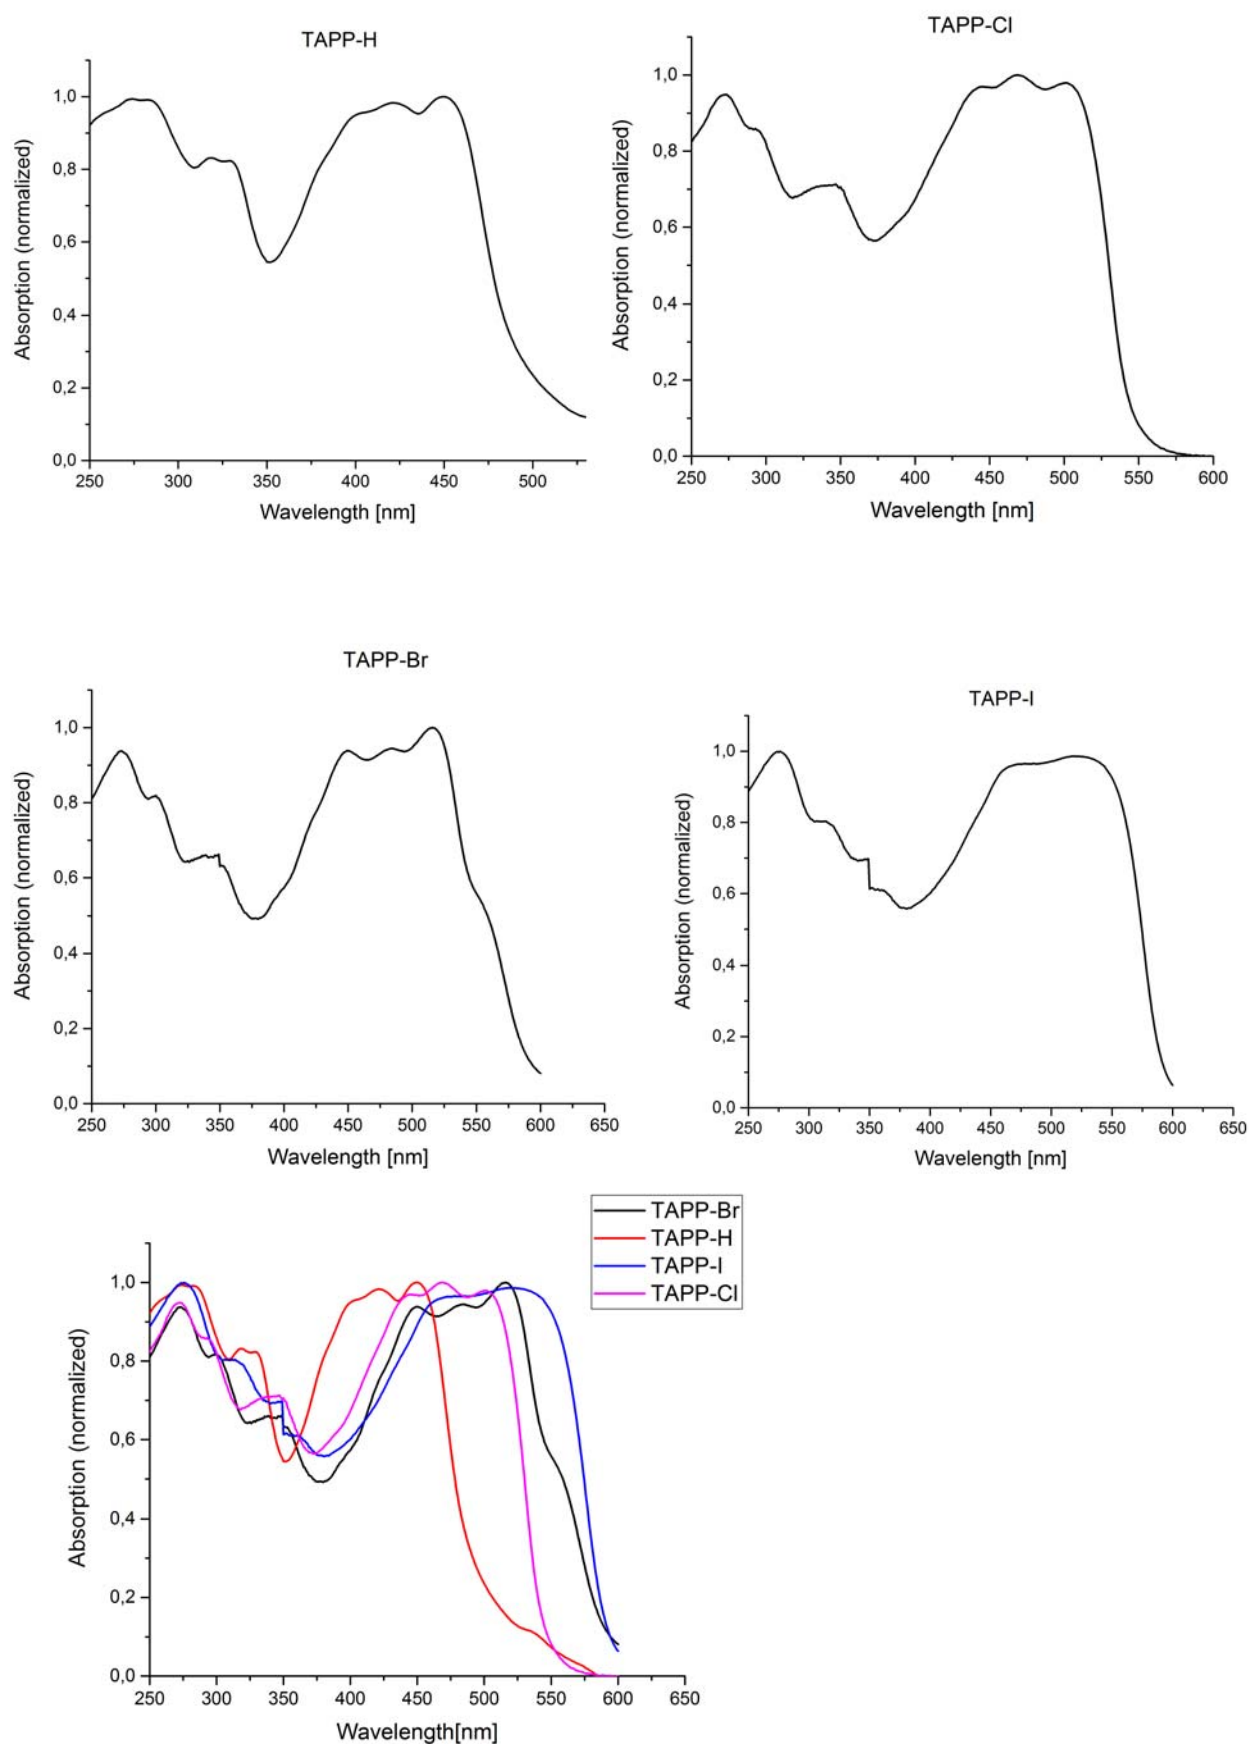 TAPP-H
Absorption (normalized)
1,0
0,8
0,6
0,4
0,2
0,0
250 300 350 400 450 500
Wavelength [nm]
TAPP-Cl
Absorption (normalized)
1,0
0,8
0,6
0,4
0,2
0,0
250 300 350 400 450 500 550 600
Wavelength [nm]
TAPP-Br
Absorption (normalized)
1,0
0,8
0,6
0,4
0,2
0,0
250 300 350 400 450 500 550 600 650
Wavelength [nm]
TAPP-I
Absorption (normalized)
1,0
0,8
0,6
0,4
0,2
0,0
250 300 350 400 450 500 550 600 650
Wavelength [nm]
TAPP-Br
TAPP-H
TAPP-I
TAPP-Cl
Absorption (normalized)
1,0
0,8
0,6
0,4
0,2
0,0
250 300 350 400 450 500 550 600 650
Wavelength[nm]